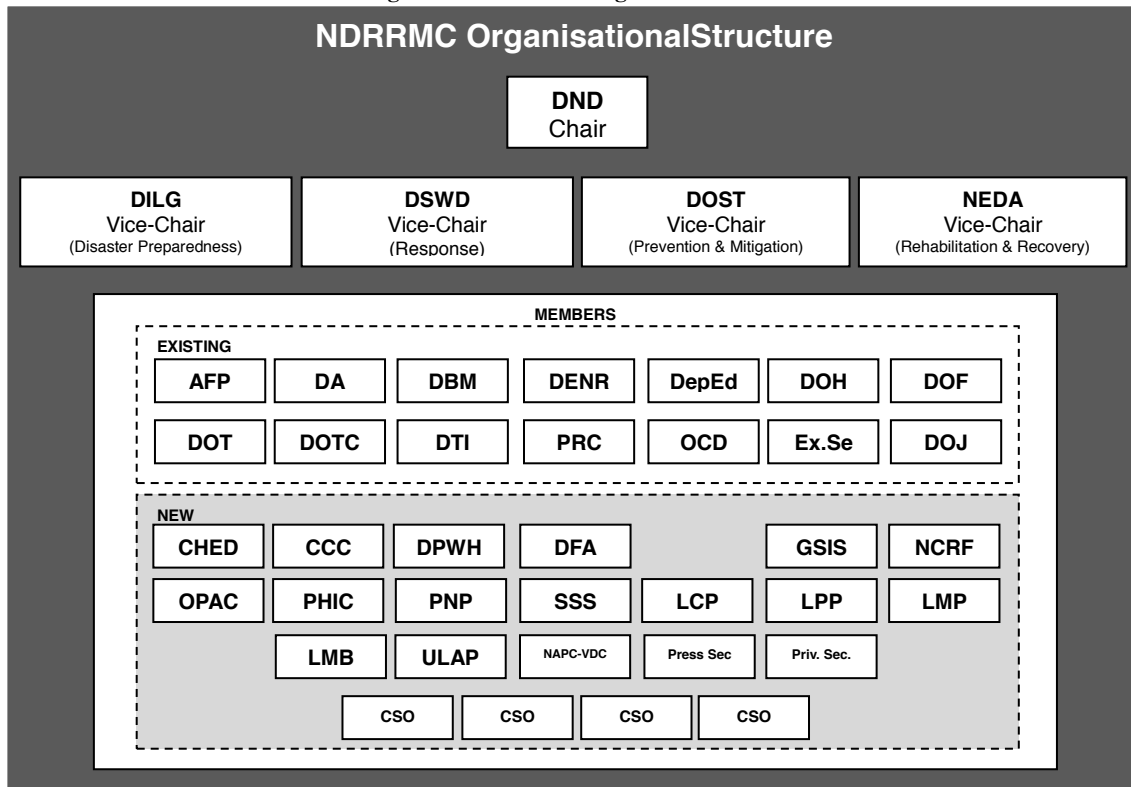 NDRRMC OrganisationalStructure
DND
Chair
DILG
Vice-Chair
(Disaster Preparedness)
DSWD
Vice-Chair
(Response)
DOST
Vice-Chair
(Prevention & Mitigation)
NEDA
Vice-Chair
(Rehabilitation & Recovery)
MEMBERS
EXISTING
AFP DA DBM DENR DepEd DOH DOF
DOT DOTC DTI PRC OCD Ex.Se DOJ
NEW
CHED CCC DPWH DFA GSIS NCRF
OPAC PHIC PNP SSS LCP LPP LMP
LMB ULAP NAPC-VDC Press Sec Priv. Sec.
CSO CSO CSO CSO